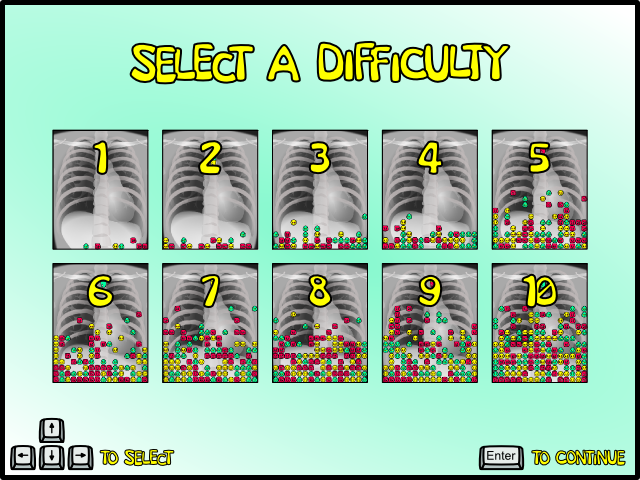 SELECT A DIFFICULTY
1 2 3 4 5
6 7 8 9 10
↑
← ↓ → TO SELECT
Enter TO CONTINUE